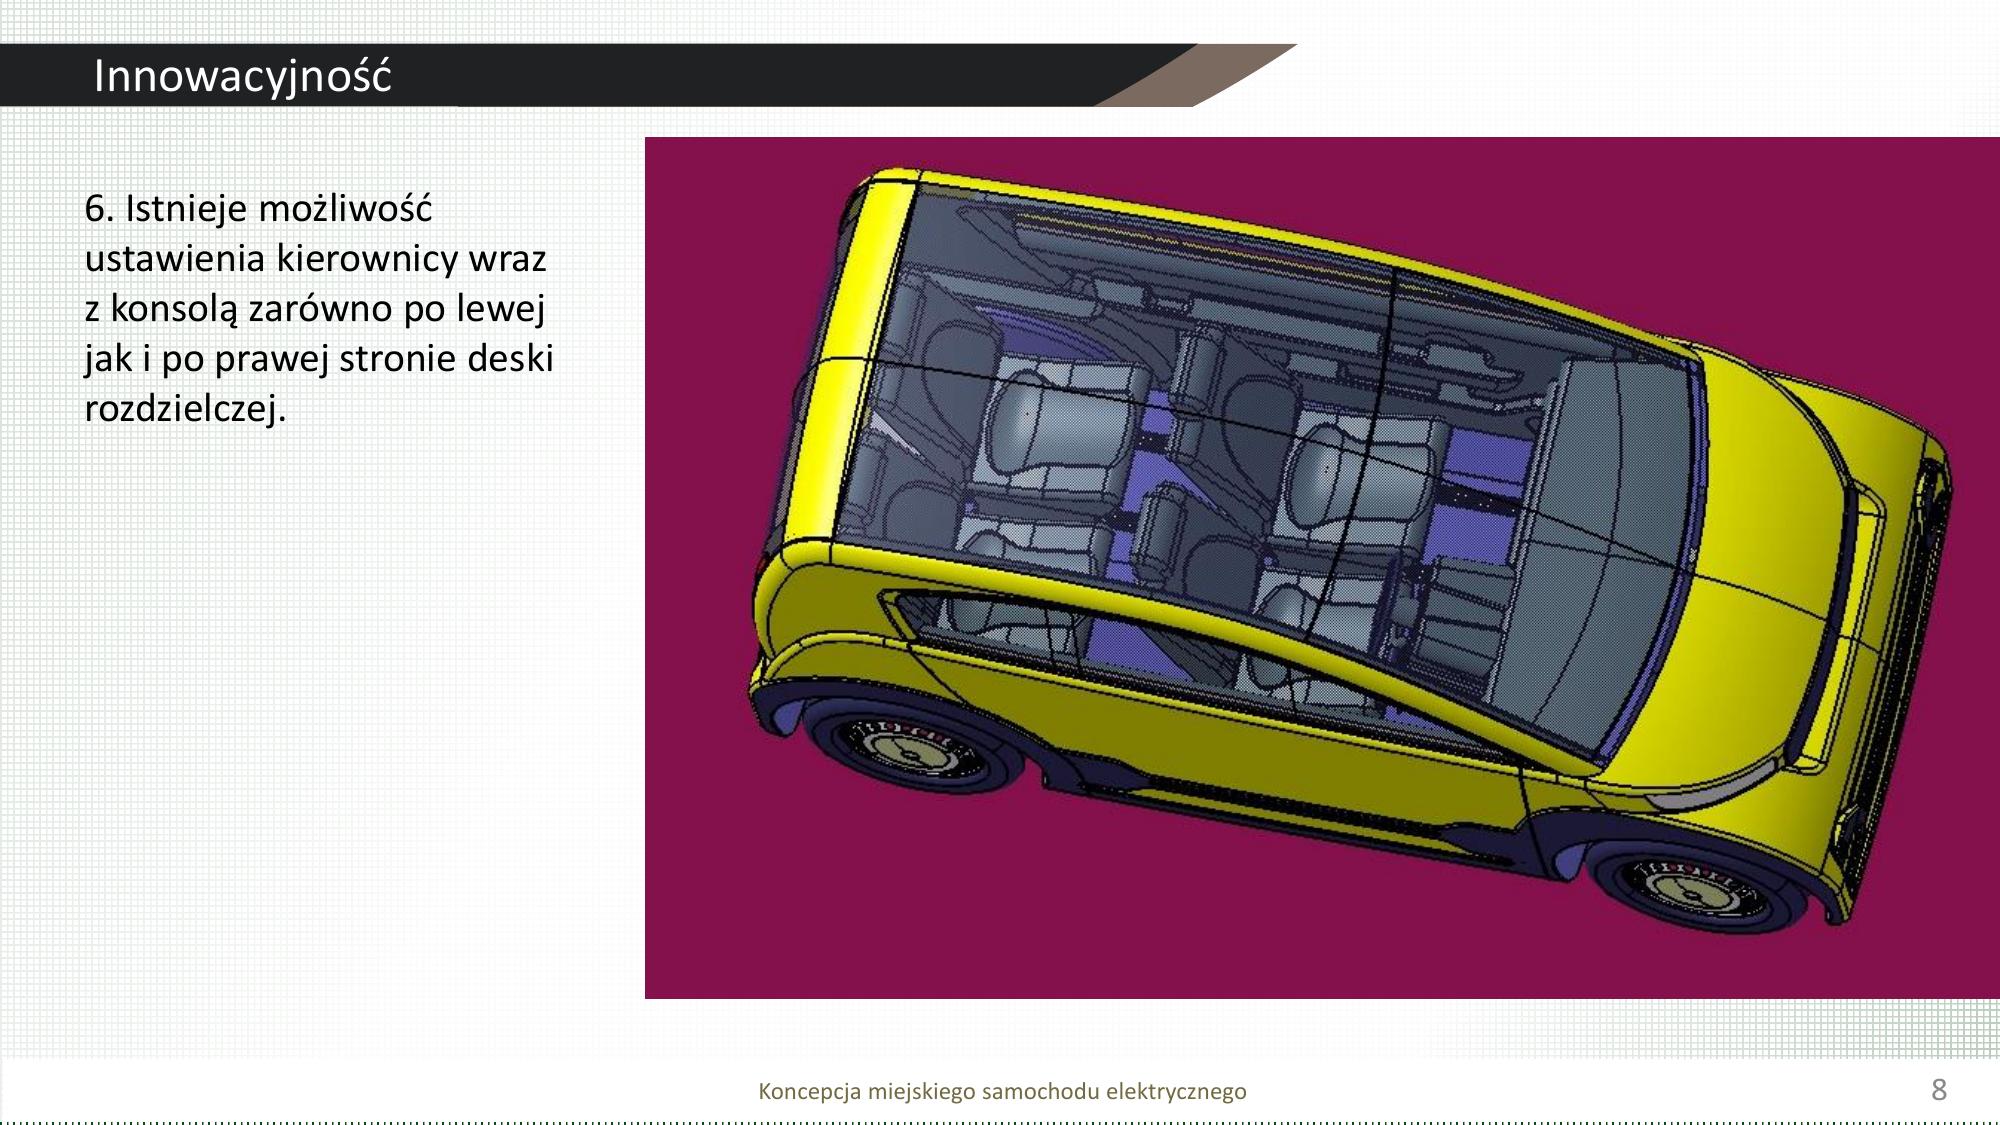 Innowacyjność
6. Istnieje możliwość
ustawienia kierownicy wraz
z konsolą zarówno po lewej
jak i po prawej stronie deski
rozdzielczej.
Koncepcja miejskiego samochodu elektrycznego
8